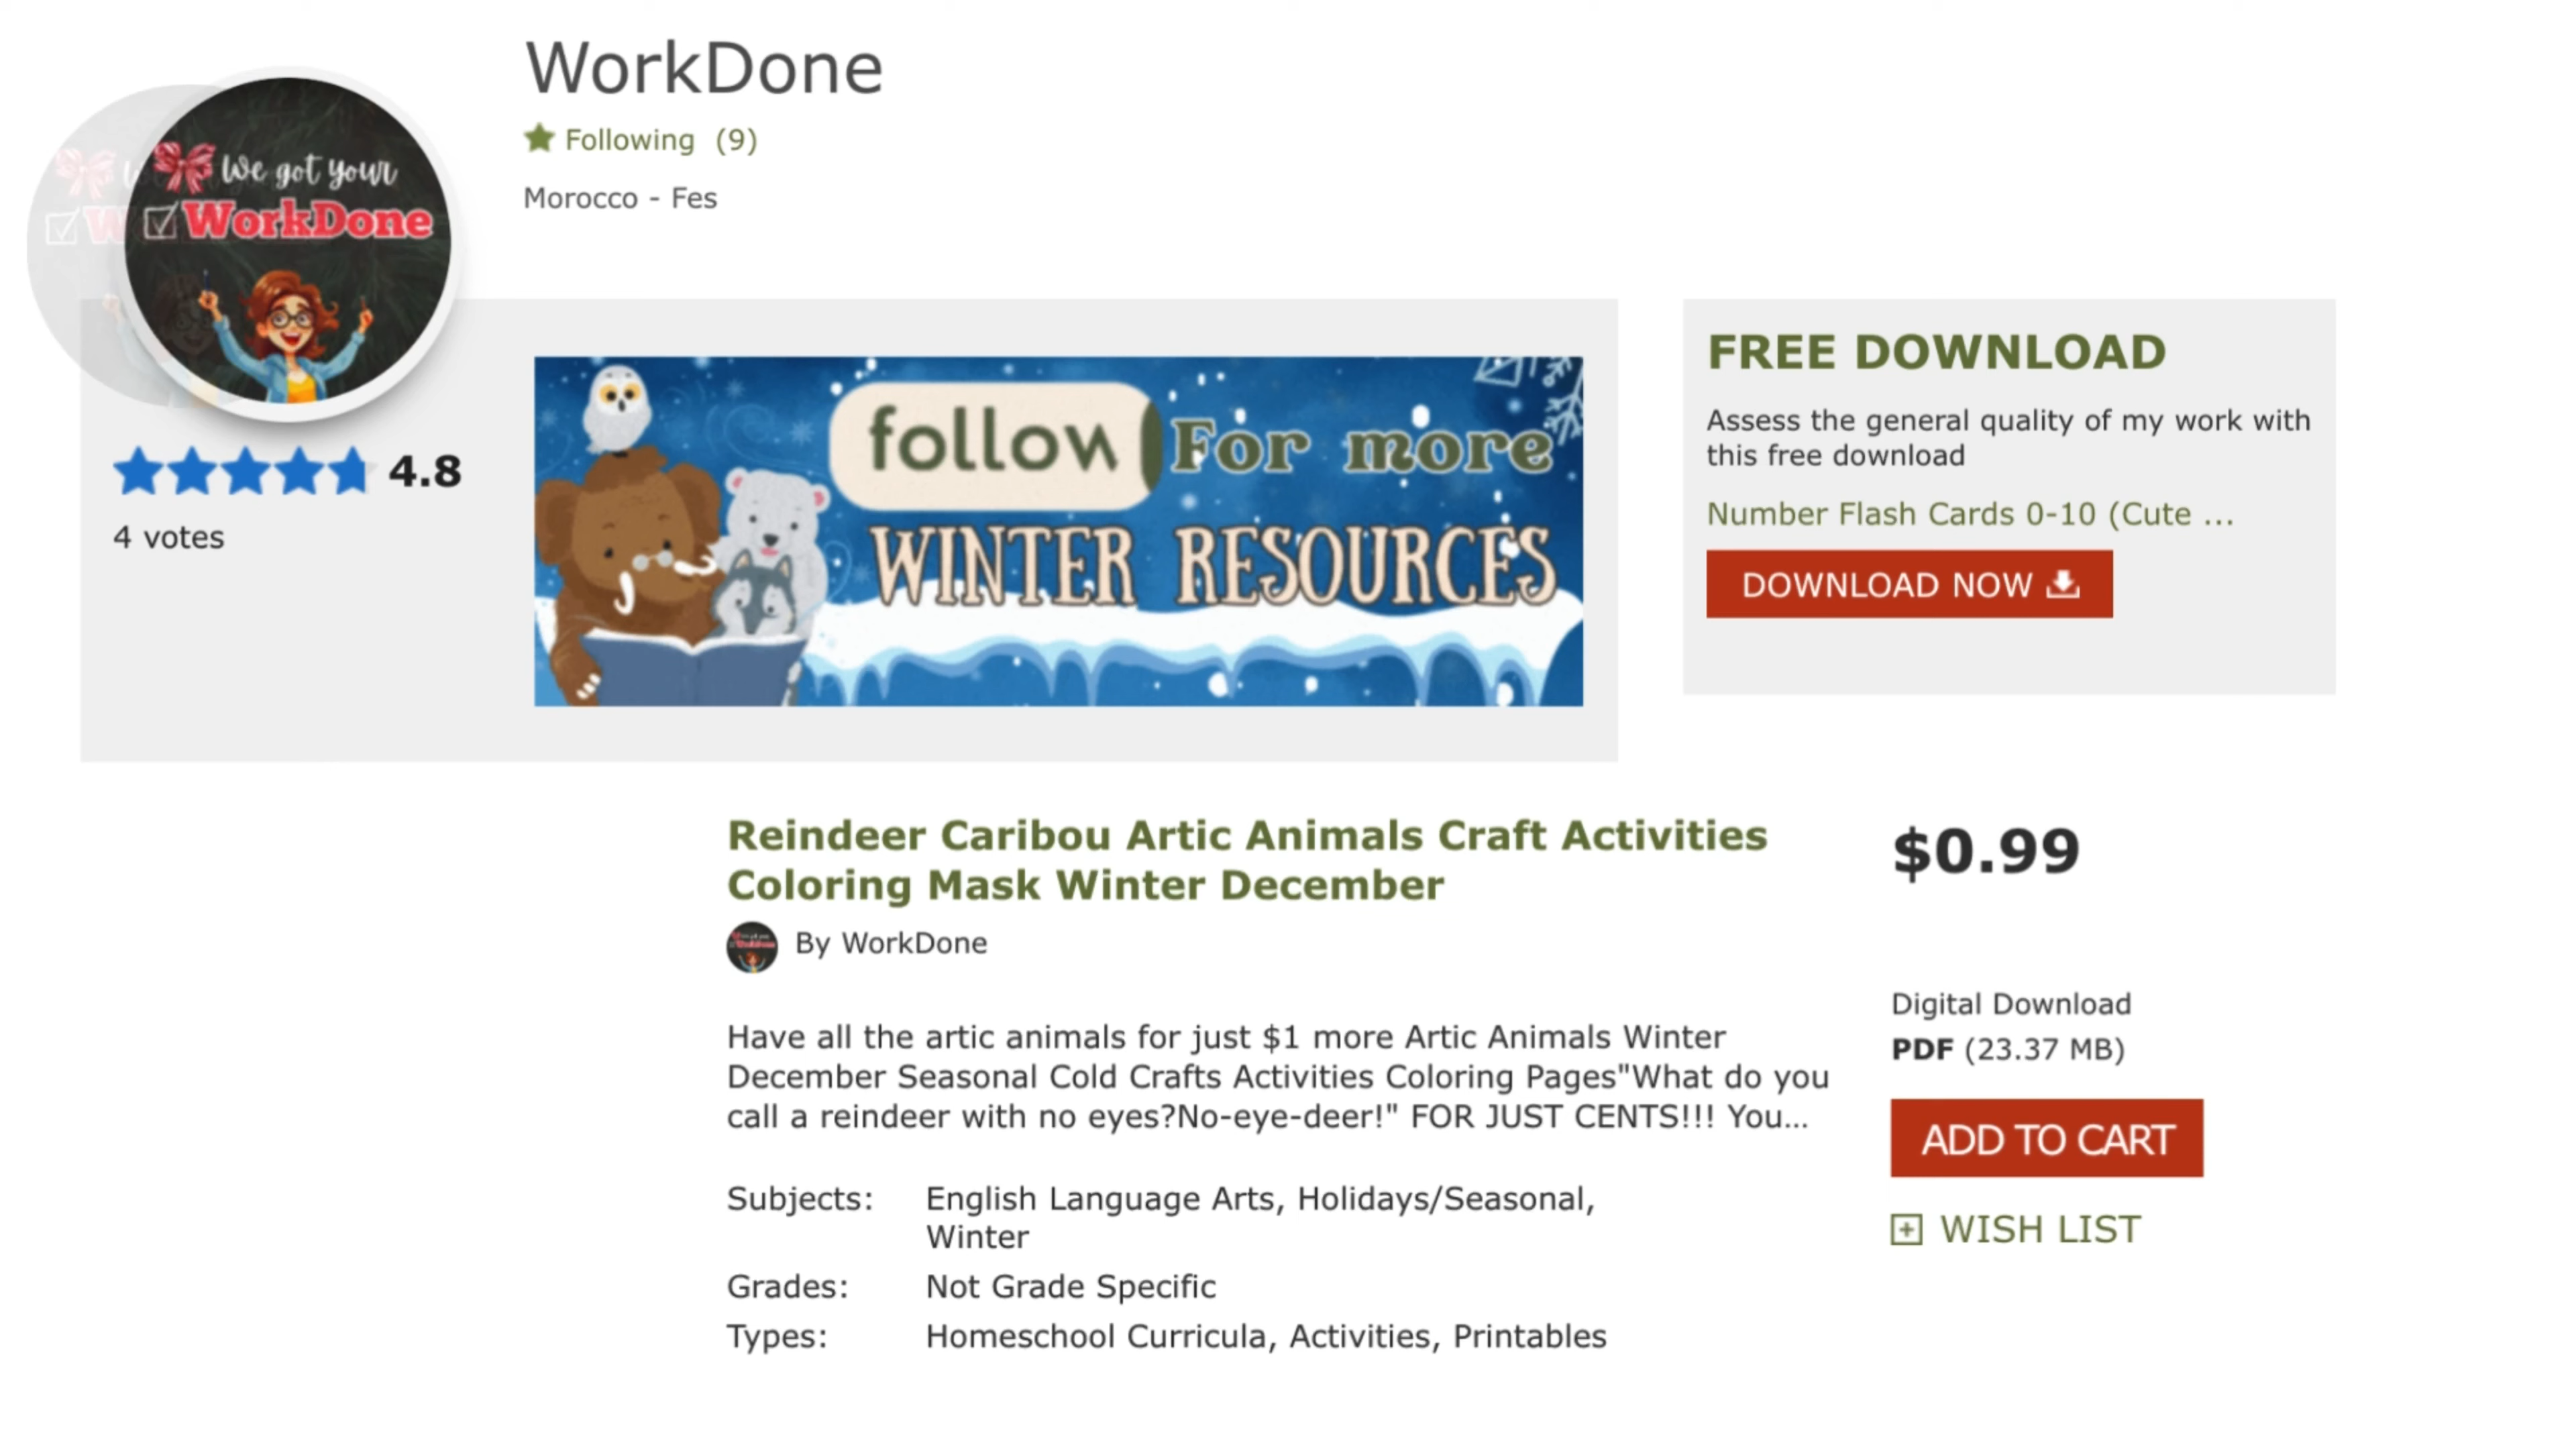 WorkDone
Following (9)
Morocco - Fes
We got your
WorkDone
4.8
4 votes
follow For more
WINTER RESOURCES
FREE DOWNLOAD
Assess the general quality of my work with
this free download
Number Flash Cards 0-10 (Cute ...
DOWNLOAD NOW
Reindeer Caribou Artic Animals Craft Activities
Coloring Mask Winter December
By WorkDone
Have all the artic animals for just $1 more Artic Animals Winter
December Seasonal Cold Crafts Activities Coloring Pages"What do you
call a reindeer with no eyes?No-eye-deer!" FOR JUST CENTS!!! You...
Subjects: English Language Arts, Holidays/Seasonal,
Winter
Grades: Not Grade Specific
Types: Homeschool Curricula, Activities, Printables
$0.99
Digital Download
PDF (23.37 MB)
ADD TO CART
WISH LIST